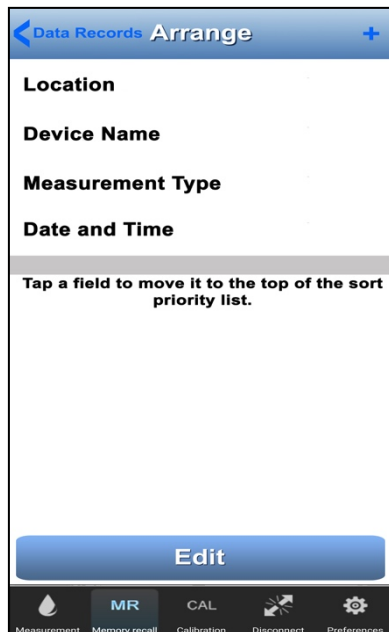 Data Records Arrange +
Location
Device Name
Measurement Type
Date and Time
Tap a field to move it to the top of the sort
priority list.
Edit
MR CAL
Measurement Memory recall Calibration Disconnect Preferences